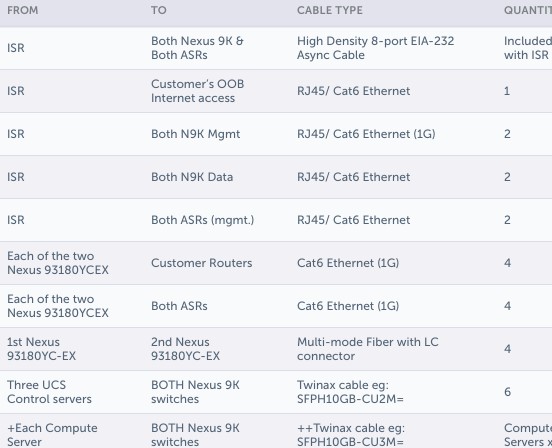 FROM TO CABLE TYPE QUANTIT
ISR Both Nexus 9K & High Density 8-port EIA-232 Included
Both ASRs Async Cable with ISR
ISR Customer's OOB RJ45/ Cat6 Ethernet 1
Internet access
ISR Both N9K Mgmt RJ45/ Cat6 Ethernet (1G) 2
ISR Both N9K Data RJ45/ Cat6 Ethernet 2
ISR Both ASRs (mgmt.) RJ45/ Cat6 Ethernet 2
Each of the two Customer Routers Cat6 Ethernet (1G) 4
Nexus 93180YCEX
Each of the two Both ASRs Cat6 Ethernet (1G) 4
Nexus 93180YCEX
1st Nexus 2nd Nexus Multi-mode Fiber with LC 4
93180YC-EX 93180YC-EX connector
Three UCS BOTH Nexus 9K Twinax cable eg: 6
Control servers switches SFPH10GB-CU2M=
+Each Compute BOTH Nexus 9K ++Twinax cable eg: Compute
Server switches SFPH10GB-CU3M= Servers x